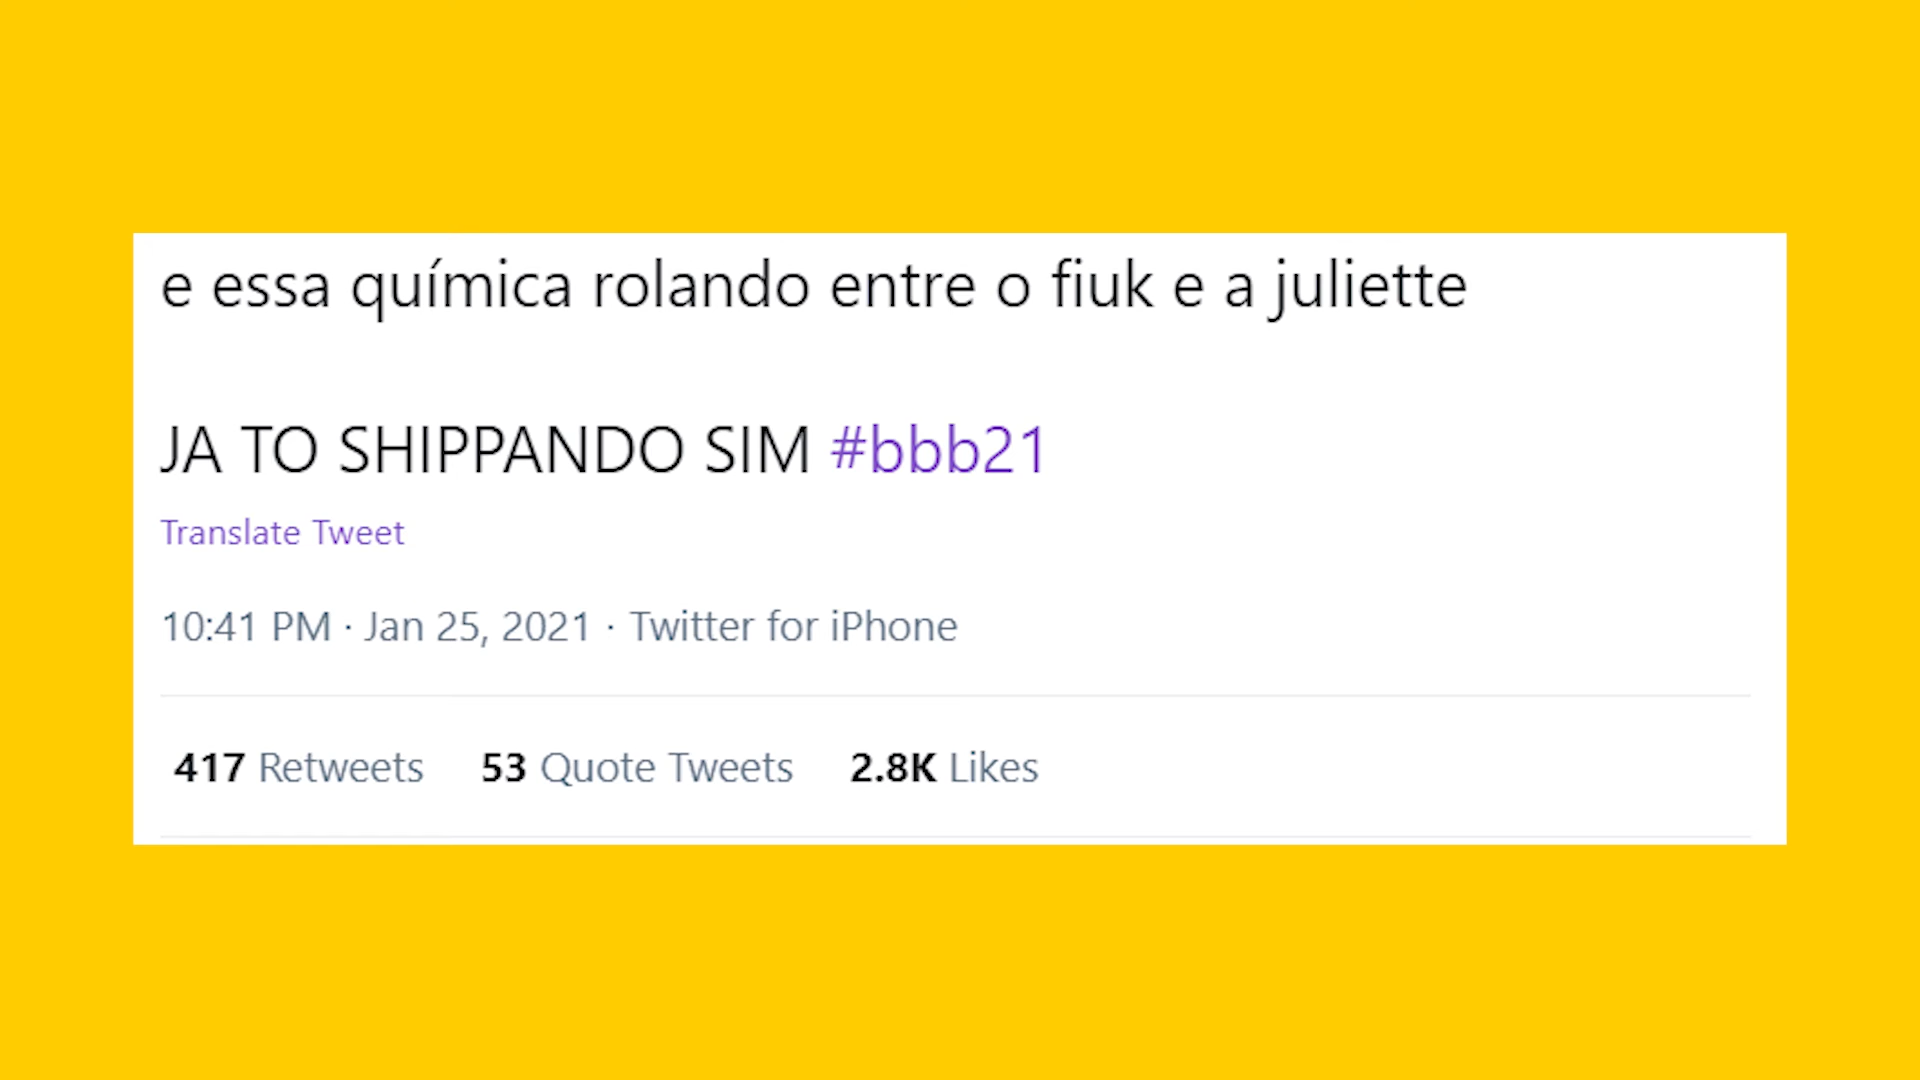 e essa química rolando entre o fiuk e a juliette
JA TO SHIPPANDO SIM #bbb21
Translate Tweet
10:41 PM · Jan 25, 2021 · Twitter for iPhone
417 Retweets 53 Quote Tweets 2.8K Likes